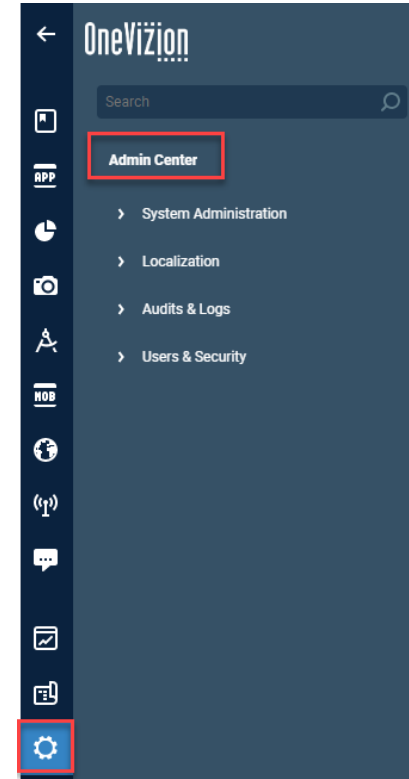 OneVizion
Search
Admin Center
APP
› System Administration
› Localization
› Audits & Logs
› Users & Security
MOB